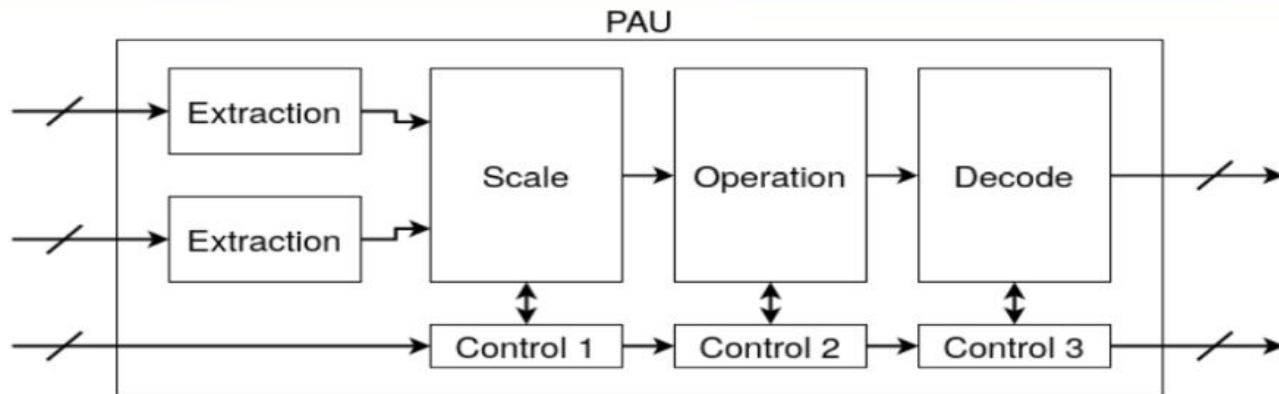 PAU
Extraction
Extraction
Scale
Operation
Decode
Control 1
Control 2
Control 3